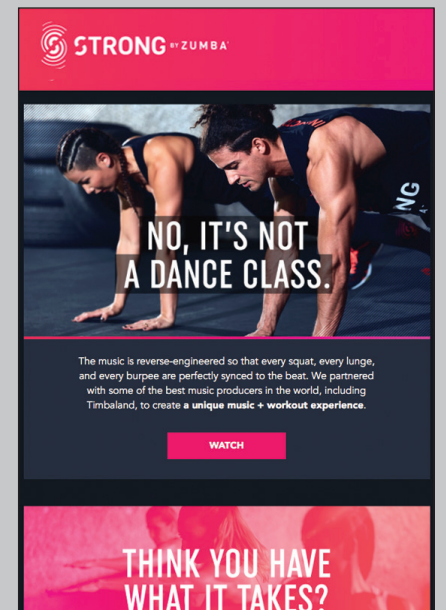 STRONG BY ZUMBA
NO, IT'S NOT
A DANCE CLASS.
NG
The music is reverse-engineered so that every squat, every lunge,
and every burpee are perfectly synced to the beat. We partnered
with some of the best music producers in the world, including
Timbaland, to create a unique music + workout experience.
WATCH
THINK YOU HAVE
WHAT IT TAKES?